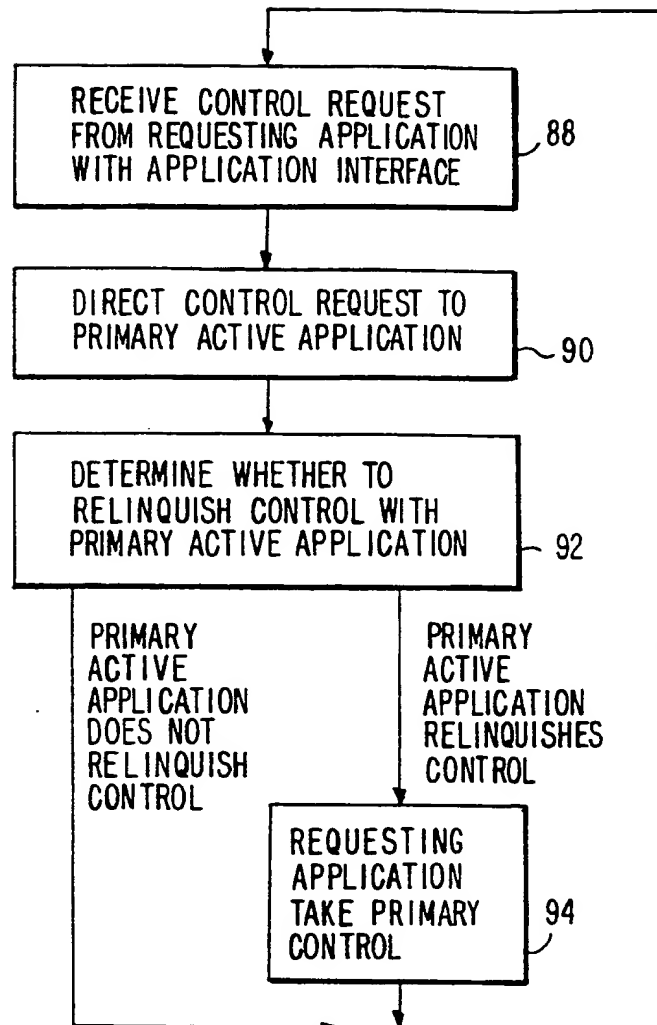 RECEIVE CONTROL REQUEST
FROM REQUESTING APPLICATION
WITH APPLICATION INTERFACE
88
DIRECT CONTROL REQUEST TO
PRIMARY ACTIVE APPLICATION
90
DETERMINE WHETHER TO
RELINQUISH CONTROL WITH
PRIMARY ACTIVE APPLICATION
92
PRIMARY
ACTIVE
APPLICATION
DOES NOT
RELINQUISH
CONTROL
PRIMARY
ACTIVE
APPLICATION
RELINQUISHES
CONTROL
REQUESTING
APPLICATION
TAKE PRIMARY
CONTROL
94